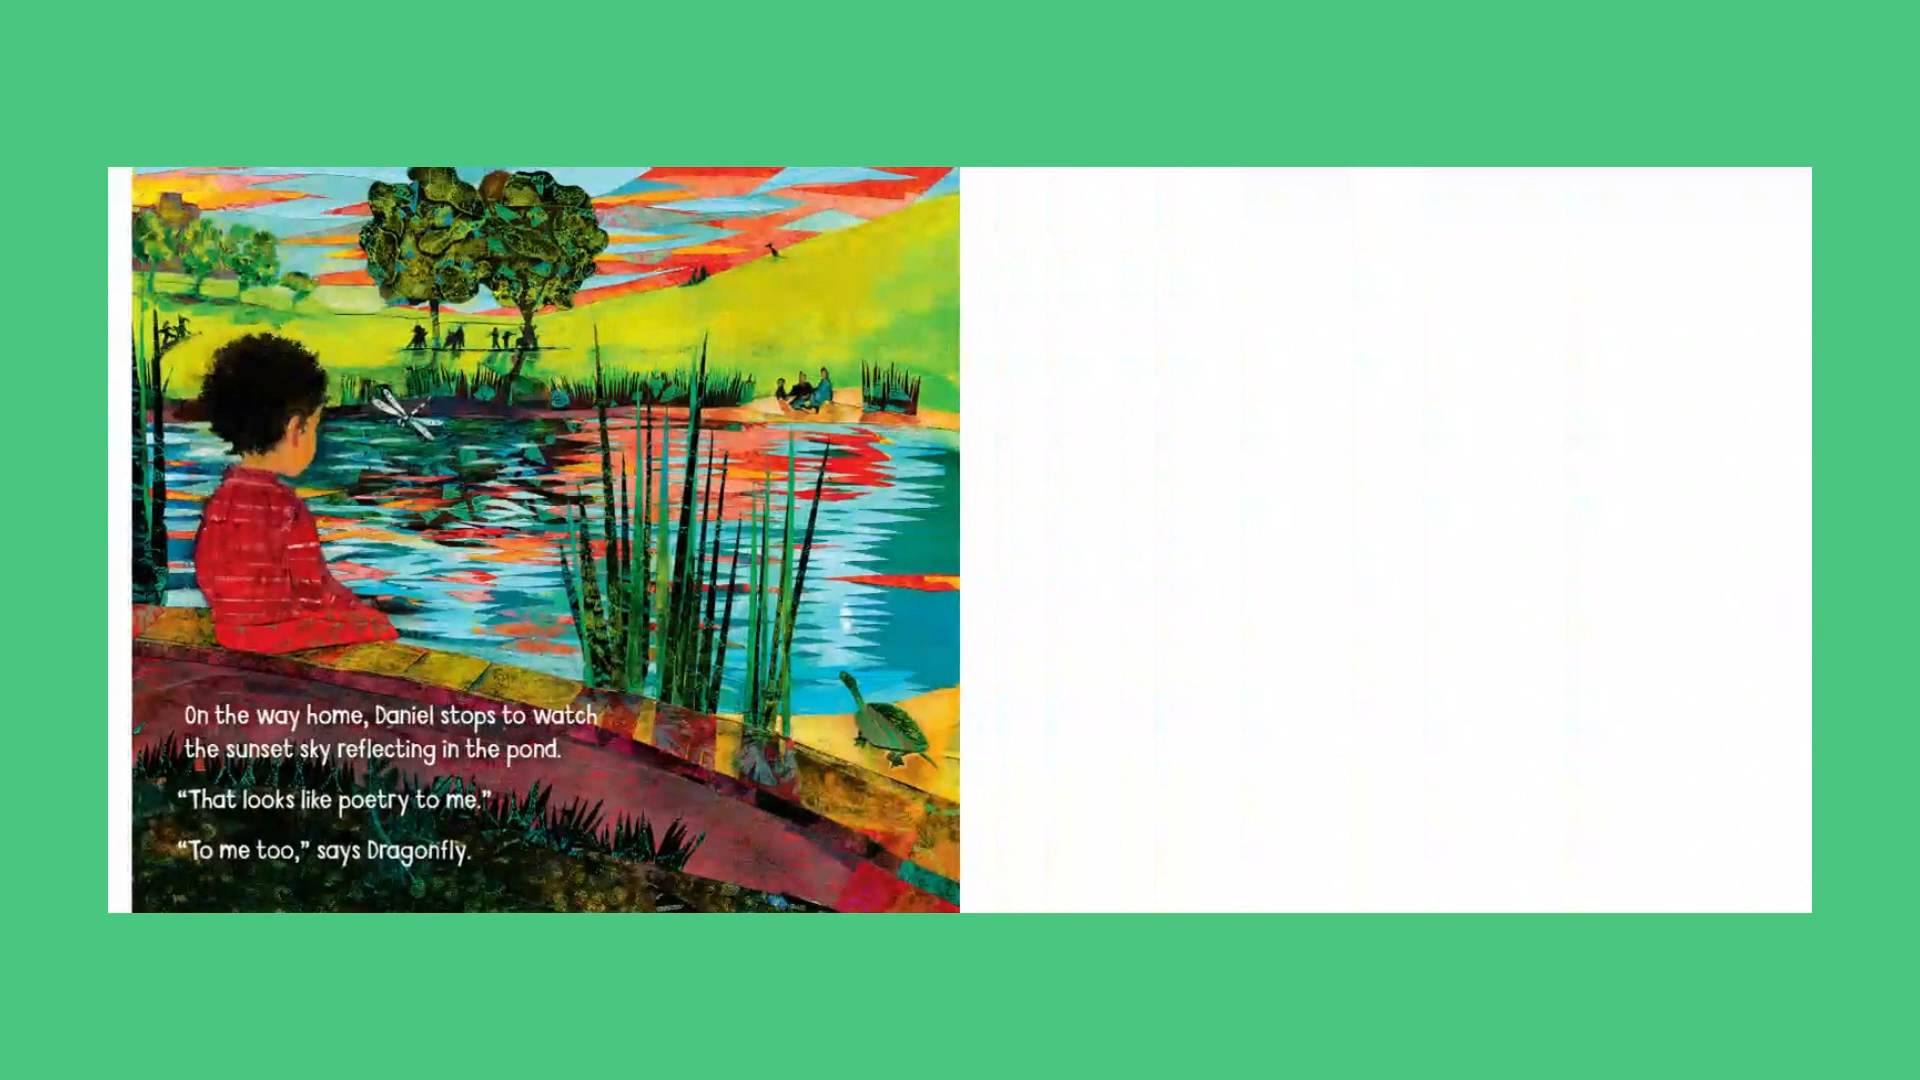 On the way home, Daniel stops to watch
the sunset sky reflecting in the pond.
“That looks like poetry to me.”
“To me too,” says Dragonfly.